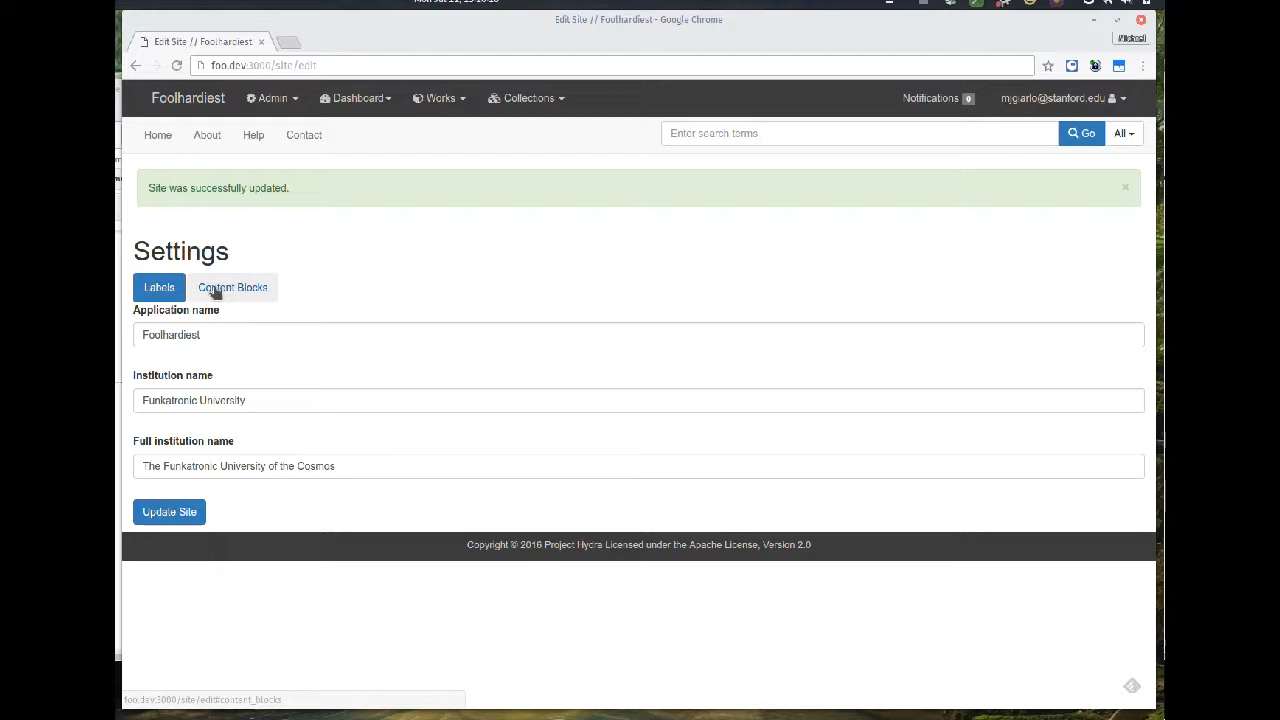 Edit Site // Foolhardiest - Google Chrome
Edit Site // Foolhardiest ×
Michael
foo.dev:3000/site/edit
Foolhardiest Admin Dashboard Works Collections Notifications 0 mjgiarlo@stanford.edu
Home About Help Contact Enter search terms Go All
Site was successfully updated. ×
Settings
Labels Content Blocks
Application name
Foolhardiest
Institution name
Funkatronic University
Full institution name
The Funkatronic University of the Cosmos
Update Site
Copyright © 2016 Project Hydra Licensed under the Apache License, Version 2.0
foo.dev:3000/site/edit#content_blocks